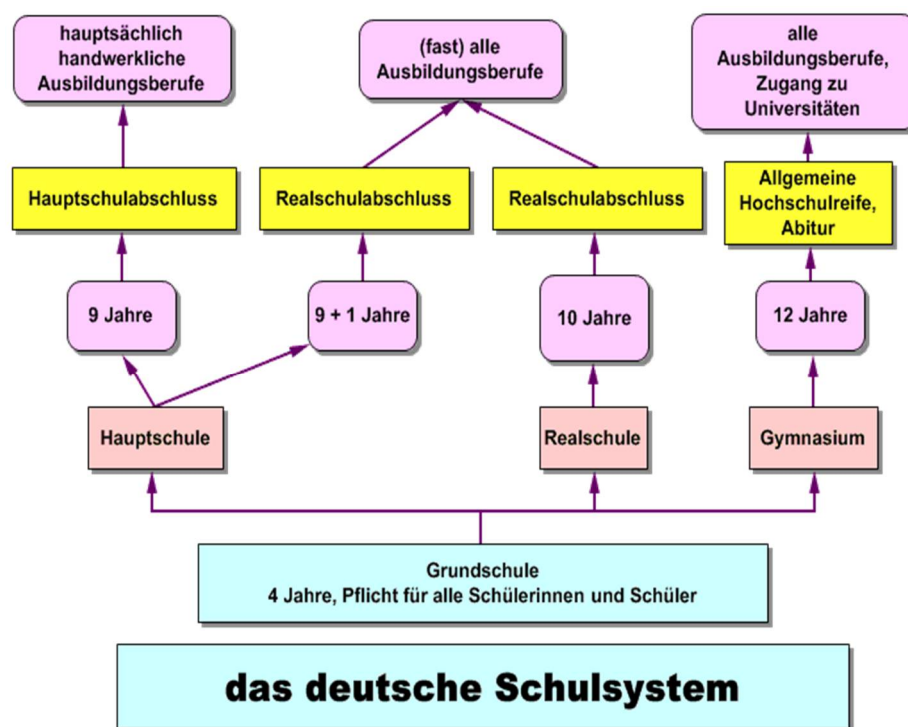 hauptsächlich
handwerkliche
Ausbildungsberufe
(fast) alle
Ausbildungsberufe
alle
Ausbildungsberufe,
Zugang zu
Universitäten
Hauptschulabschluss
Realschulabschluss
Realschulabschluss
Allgemeine
Hochschulreife,
Abitur
9 Jahre
9 + 1 Jahre
10 Jahre
12 Jahre
Hauptschule
Realschule
Gymnasium
Grundschule
4 Jahre, Pflicht für alle Schülerinnen und Schüler
das deutsche Schulsystem